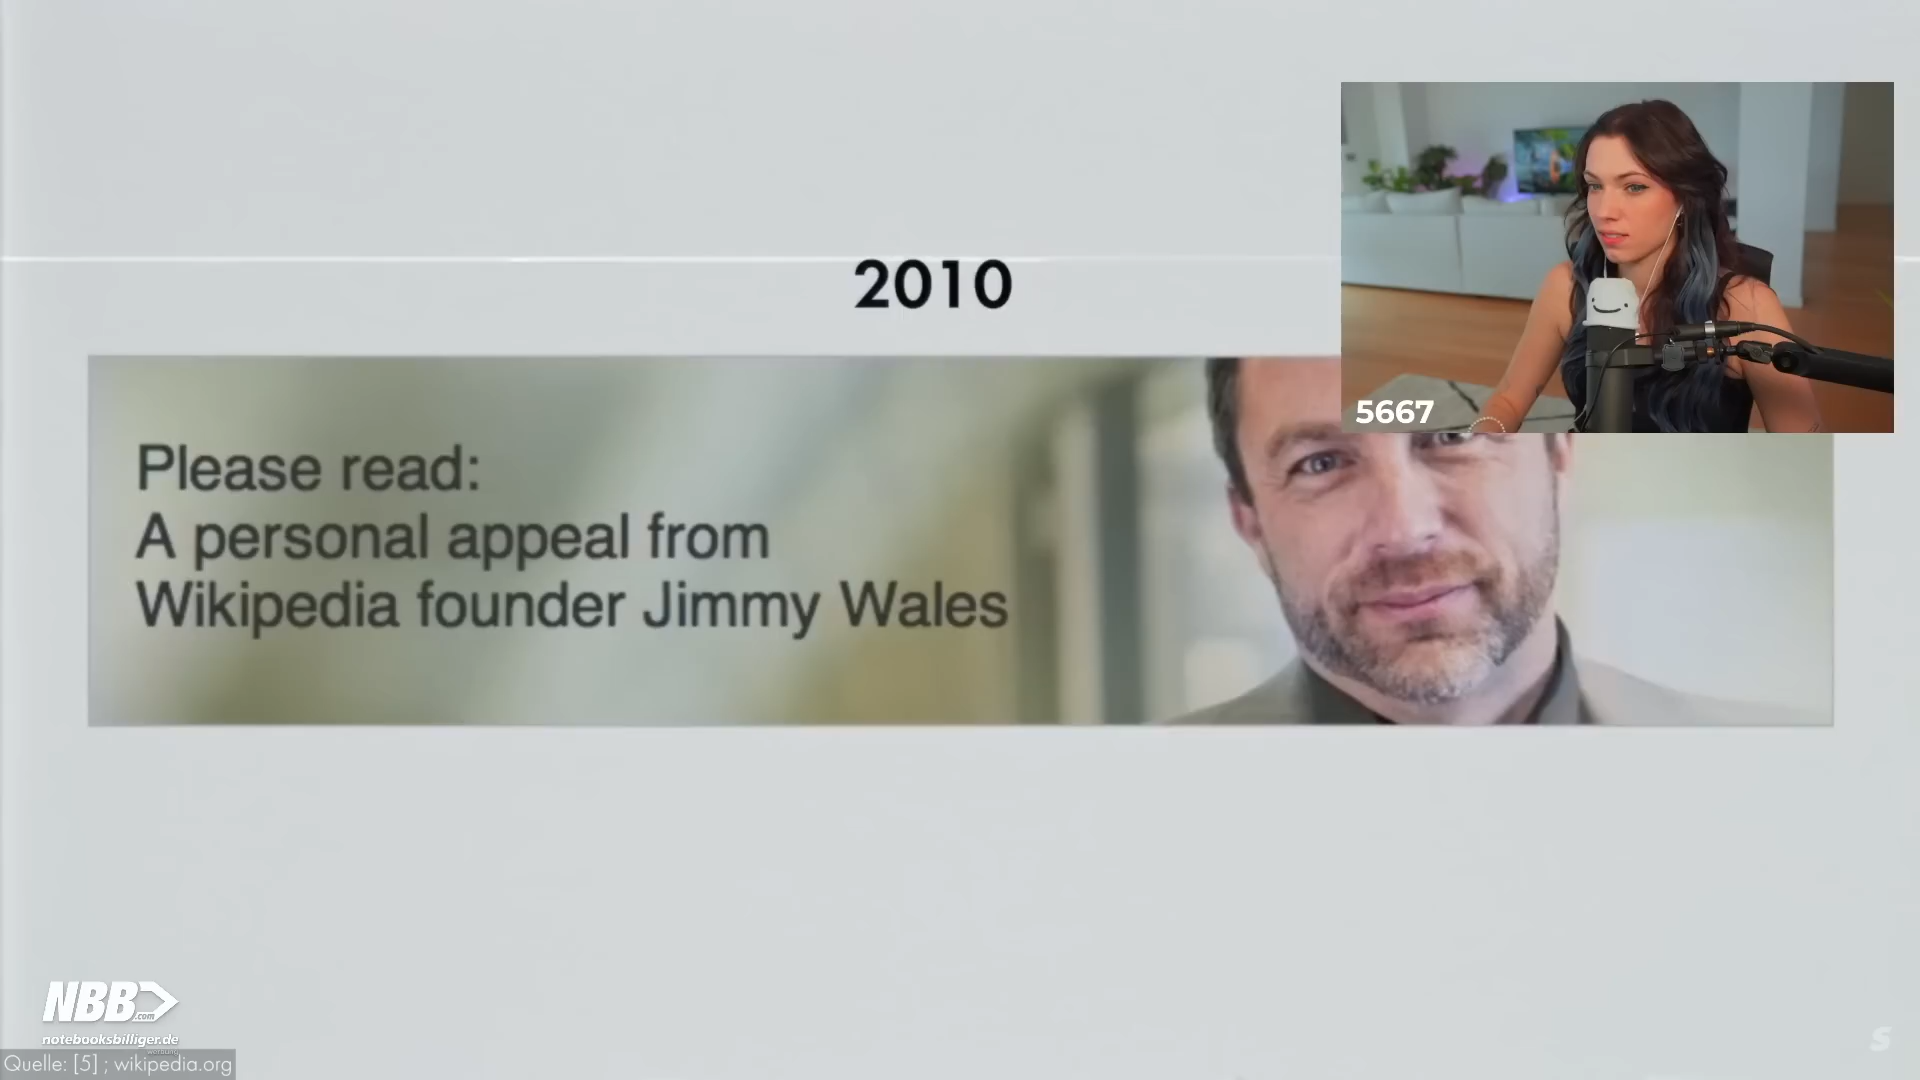 2010
5667
Please read:
A personal appeal from
Wikipedia founder Jimmy Wales
NBB
.com
notebooksbilliger.de
Werbung
Quelle: [5] ; wikipedia.org
S